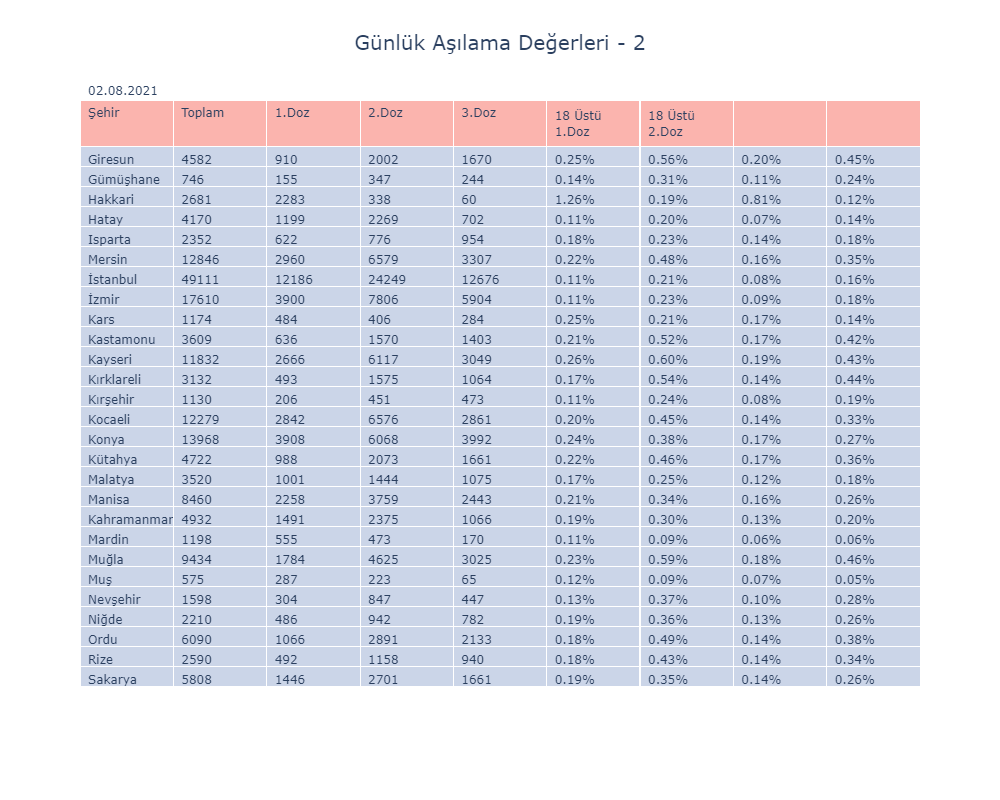 Günlük Aşılama Değerleri - 2
02.08.2021
Şehir Toplam 1.Doz 2.Doz 3.Doz 18 Üstü 1.Doz 18 Üstü 2.Doz
Giresun 4582 910 2002 1670 0.25% 0.56% 0.20% 0.45%
Gümüşhane 746 155 347 244 0.14% 0.31% 0.11% 0.24%
Hakkari 2681 2283 338 60 1.26% 0.19% 0.81% 0.12%
Hatay 4170 1199 2269 702 0.11% 0.20% 0.07% 0.14%
Isparta 2352 622 776 954 0.18% 0.23% 0.14% 0.18%
Mersin 12846 2960 6579 3307 0.22% 0.48% 0.16% 0.35%
İstanbul 49111 12186 24249 12676 0.11% 0.21% 0.08% 0.16%
İzmir 17610 3900 7806 5904 0.11% 0.23% 0.09% 0.18%
Kars 1174 484 406 284 0.25% 0.21% 0.17% 0.14%
Kastamonu 3609 636 1570 1403 0.21% 0.52% 0.17% 0.42%
Kayseri 11832 2666 6117 3049 0.26% 0.60% 0.19% 0.43%
Kırklareli 3132 493 1575 1064 0.17% 0.54% 0.14% 0.44%
Kırşehir 1130 206 451 473 0.11% 0.24% 0.08% 0.19%
Kocaeli 12279 2842 6576 2861 0.20% 0.45% 0.14% 0.33%
Konya 13968 3908 6068 3992 0.24% 0.38% 0.17% 0.27%
Kütahya 4722 988 2073 1661 0.22% 0.46% 0.17% 0.36%
Malatya 3520 1001 1444 1075 0.17% 0.25% 0.12% 0.18%
Manisa 8460 2258 3759 2443 0.21% 0.34% 0.16% 0.26%
Kahramanmar 4932 1491 2375 1066 0.19% 0.30% 0.13% 0.20%
Mardin 1198 555 473 170 0.11% 0.09% 0.06% 0.06%
Muğla 9434 1784 4625 3025 0.23% 0.59% 0.18% 0.46%
Muş 575 287 223 65 0.12% 0.09% 0.07% 0.05%
Nevşehir 1598 304 847 447 0.13% 0.37% 0.10% 0.28%
Niğde 2210 486 942 782 0.19% 0.36% 0.13% 0.26%
Ordu 6090 1066 2891 2133 0.18% 0.49% 0.14% 0.38%
Rize 2590 492 1158 940 0.18% 0.43% 0.14% 0.34%
Sakarya 5808 1446 2701 1661 0.19% 0.35% 0.14% 0.26%